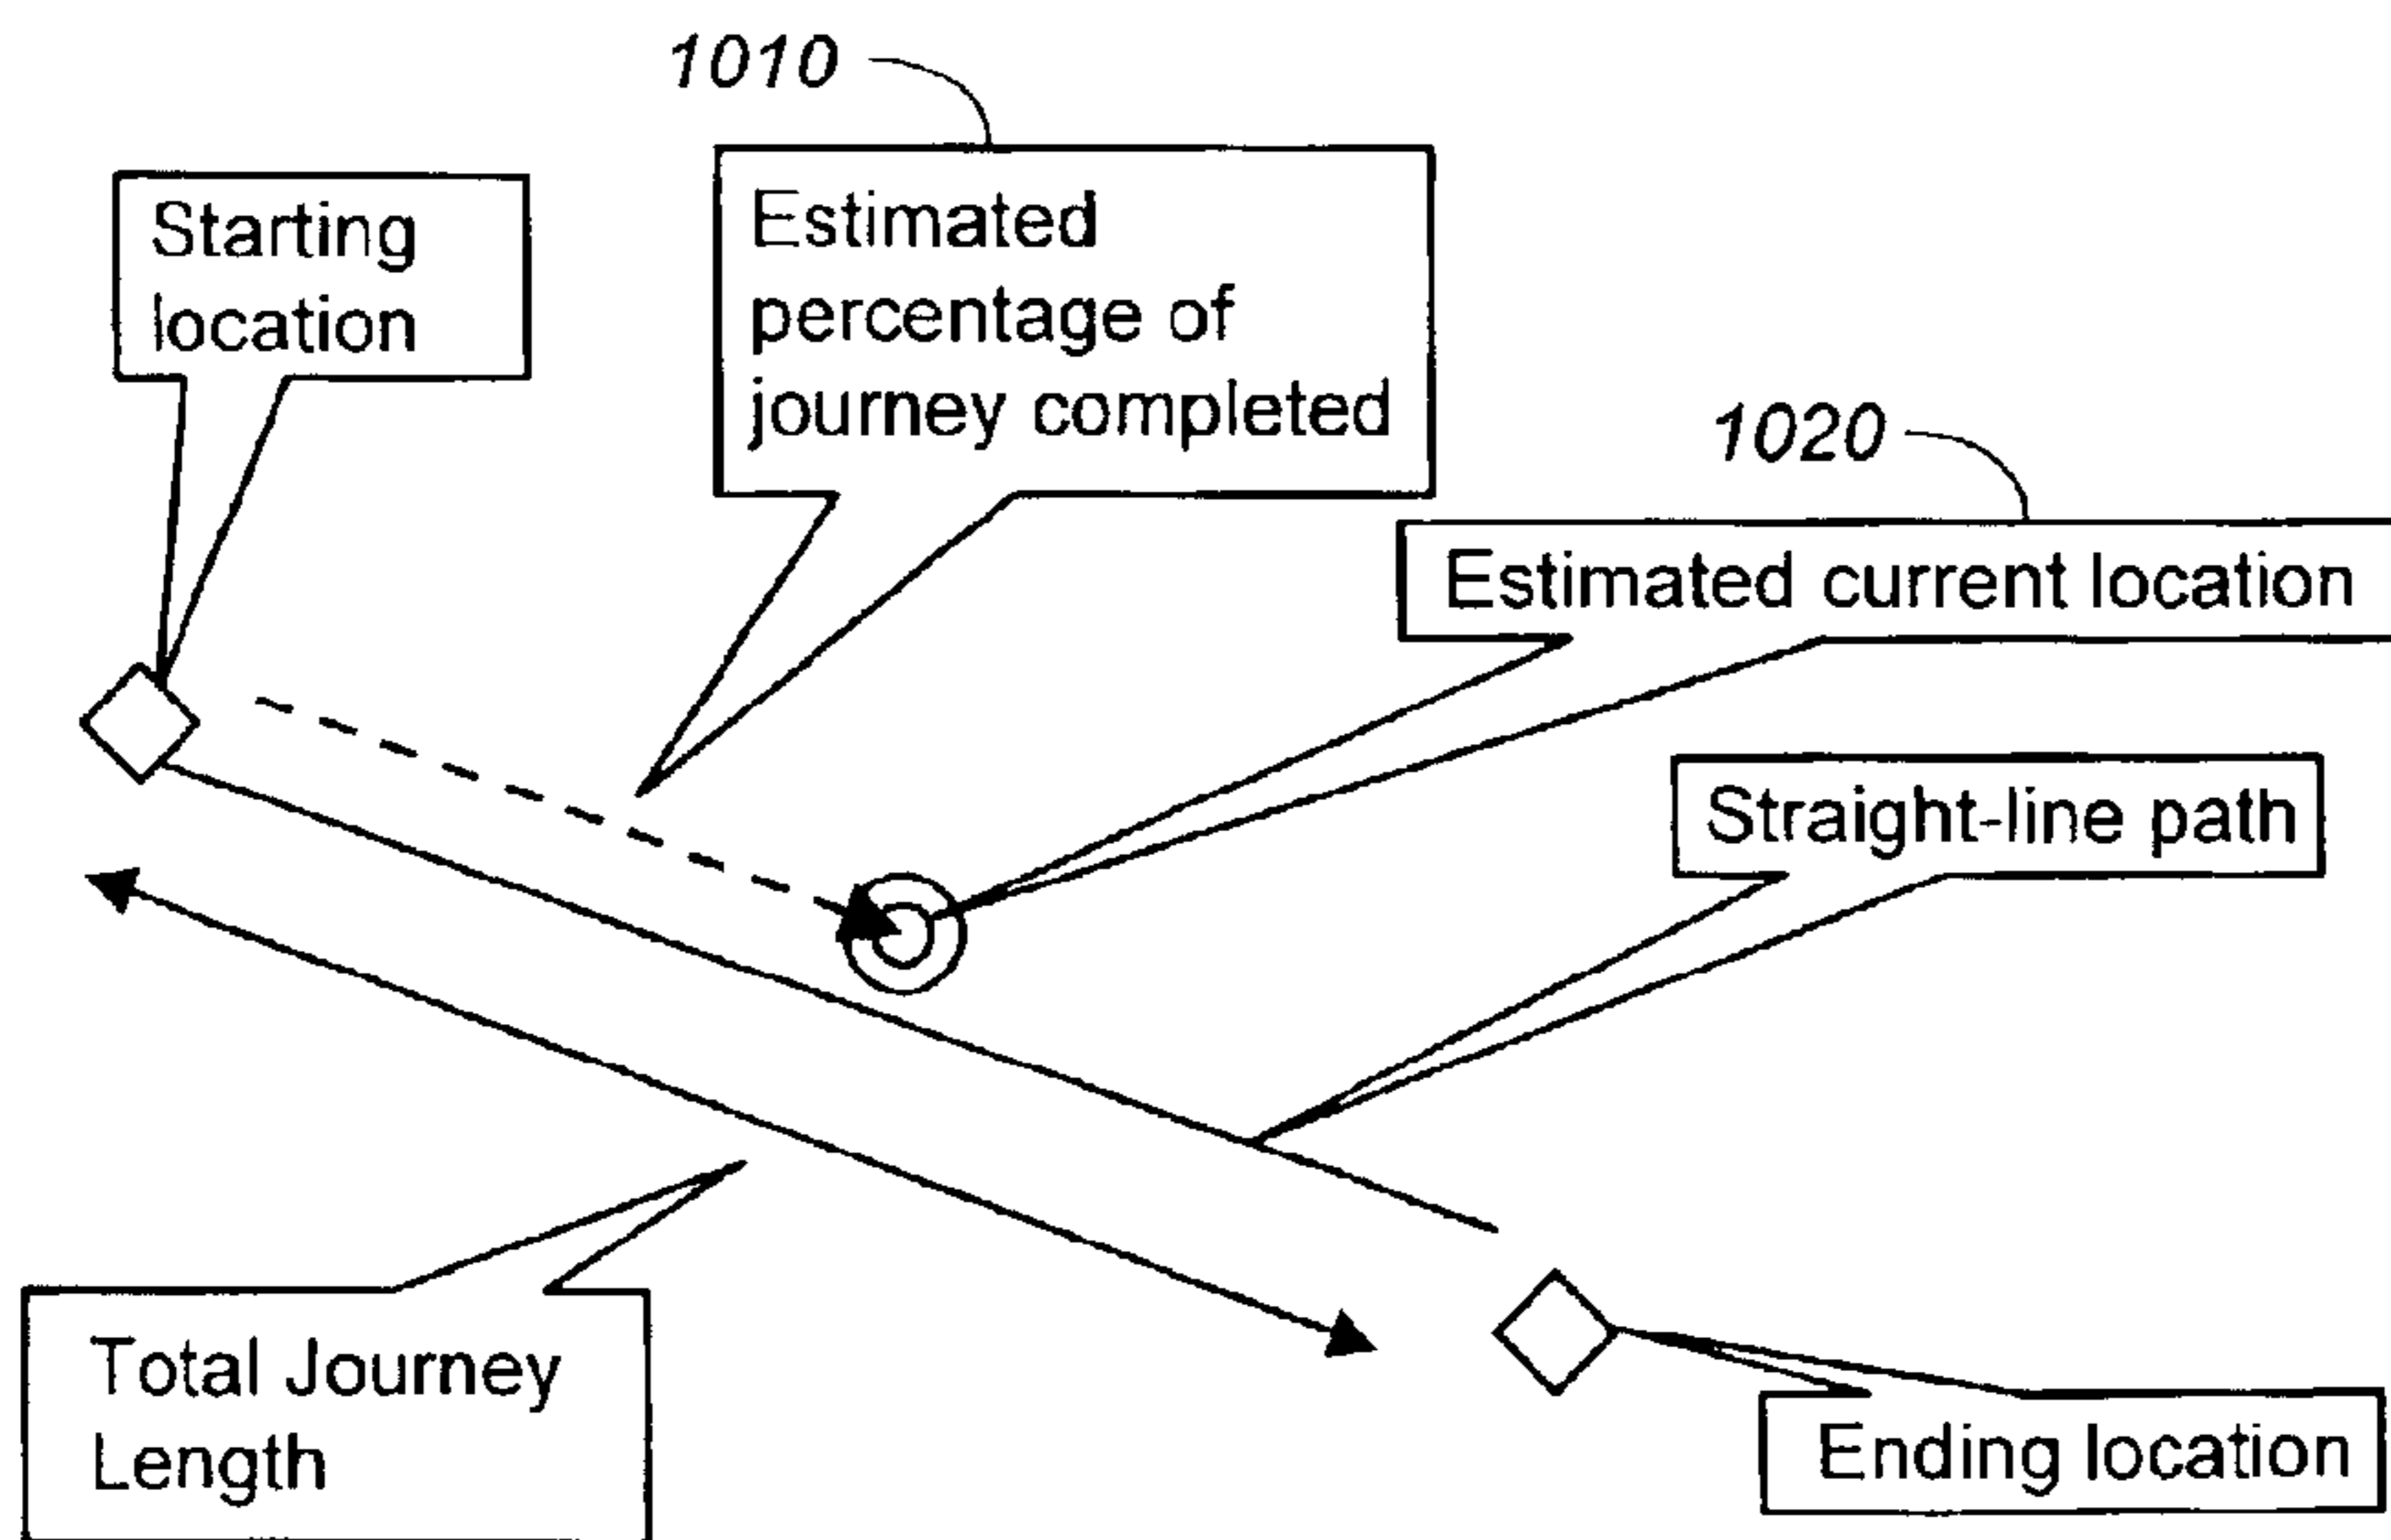 1010
Starting
location
Estimated
percentage of
journey completed
1020
Estimated current location
Straight-line path
Total Journey
Length
Ending location